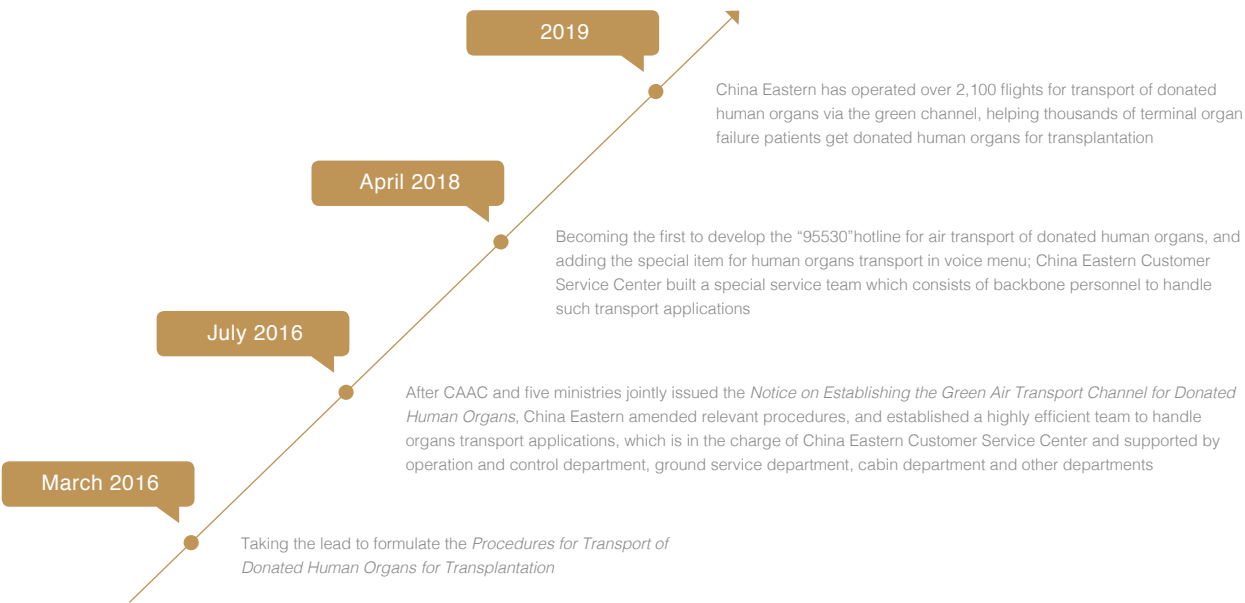 2019
China Eastern has operated over 2,100 flights for transport of donated
human organs via the green channel, helping thousands of terminal organ
failure patients get donated human organs for transplantation
April 2018
Becoming the first to develop the “95530”hotline for air transport of donated human organs, and
adding the special item for human organs transport in voice menu; China Eastern Customer
Service Center built a special service team which consists of backbone personnel to handle
such transport applications
July 2016
After CAAC and five ministries jointly issued the Notice on Establishing the Green Air Transport Channel for Donated
Human Organs, China Eastern amended relevant procedures, and established a highly efficient team to handle
organs transport applications, which is in the charge of China Eastern Customer Service Center and supported by
operation and control department, ground service department, cabin department and other departments
March 2016
Taking the lead to formulate the Procedures for Transport of
Donated Human Organs for Transplantation